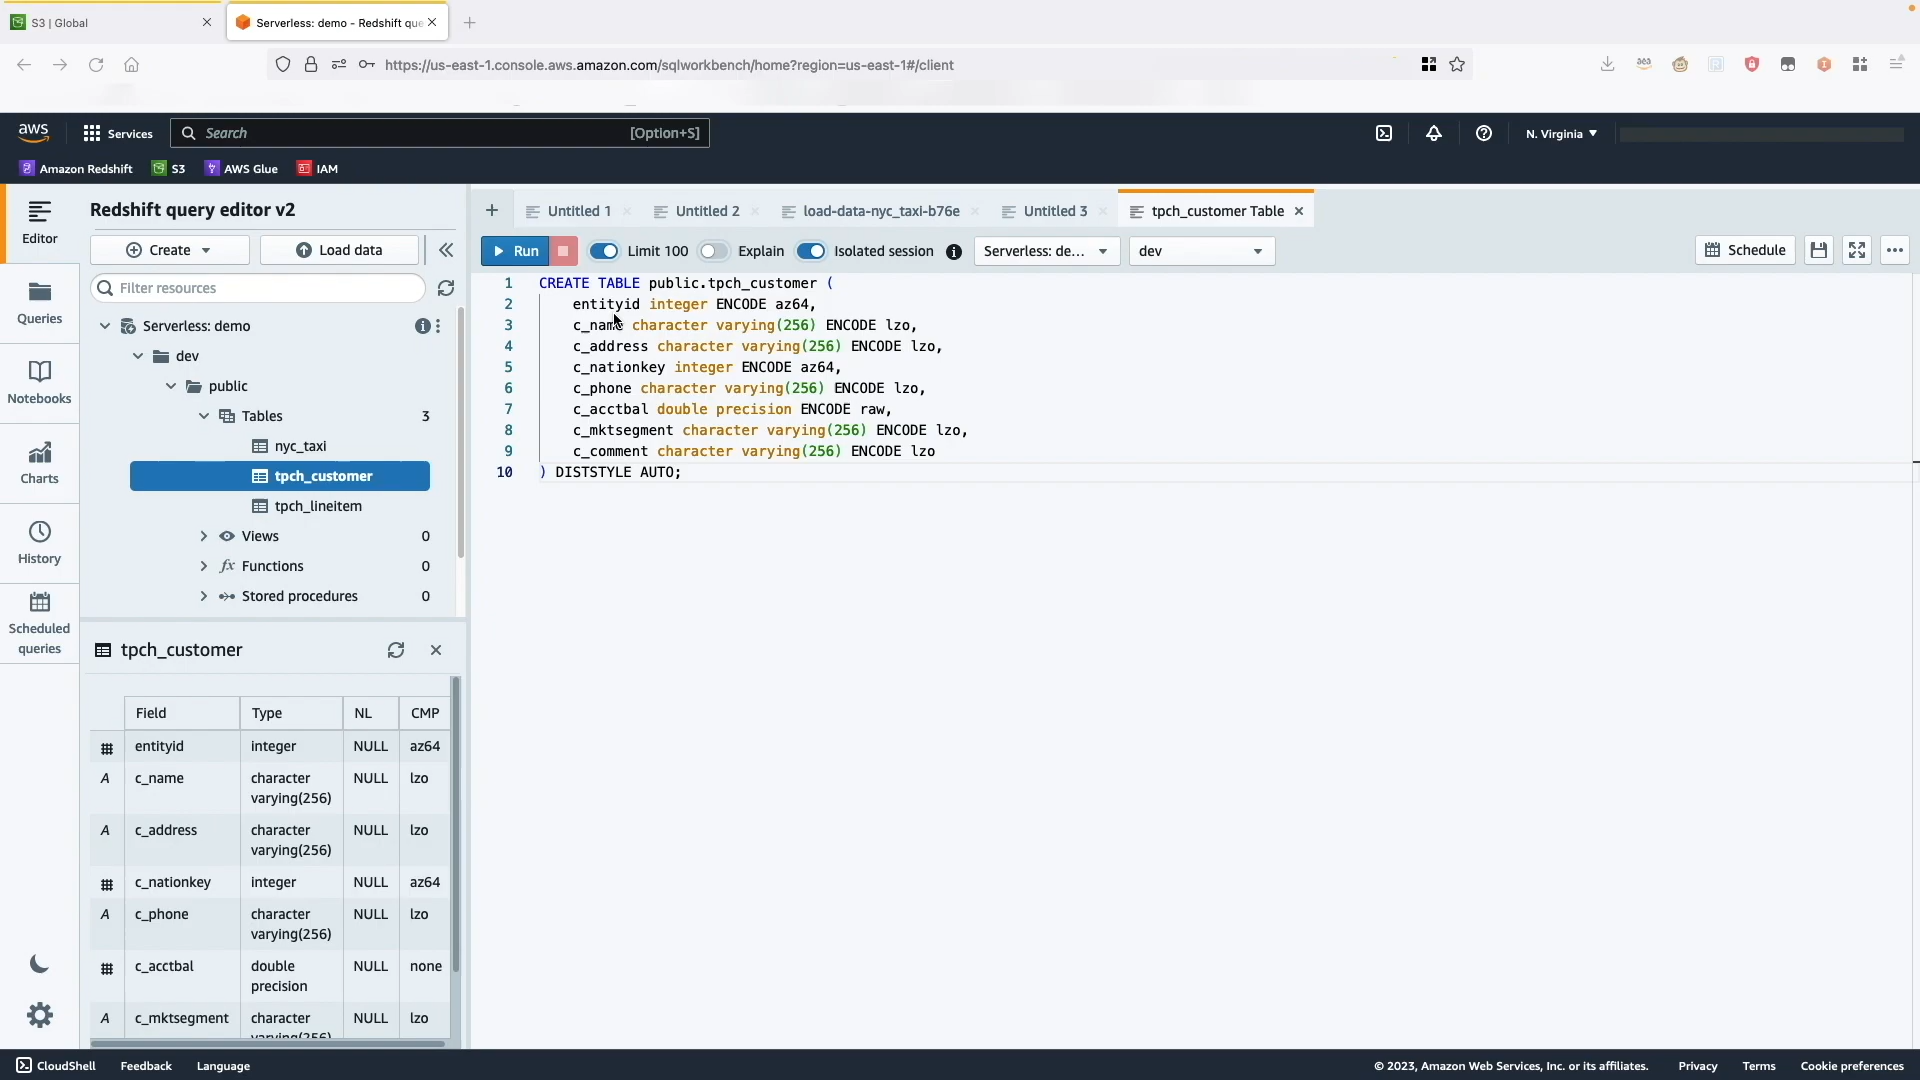 S3 | Global
Serverless: demo - Redshift que
https://us-east-1.console.aws.amazon.com/sqlworkbench/home?region=us-east-1#/client
aws
Services
Search
[Option+S]
N. Virginia
Amazon Redshift
S3
AWS Glue
IAM
Editor
Queries
Notebooks
Charts
History
Scheduled
queries
Redshift query editor v2
Create
Load data
Filter resources
Serverless: demo
dev
public
Tables 3
nyc_taxi
tpch_customer
tpch_lineitem
Views 0
Functions 0
Stored procedures 0
tpch_customer
Field Type NL CMP
entityid integer NULL az64
c_name character NULL lzo
varying(256)
c_address character NULL lzo
varying(256)
c_nationkey integer NULL az64
c_phone character NULL lzo
varying(256)
c_acctbal double NULL none
precision
c_mktsegment character NULL lzo
varying(256)
Untitled 1
Untitled 2
load-data-nyc_taxi-b76e
Untitled 3
tpch_customer Table
Run
Limit 100
Explain
Isolated session
Serverless: de...
dev
Schedule
1 CREATE TABLE public.tpch_customer (
2 entityid integer ENCODE az64,
3 c_name character varying(256) ENCODE lzo,
4 c_address character varying(256) ENCODE lzo,
5 c_nationkey integer ENCODE az64,
6 c_phone character varying(256) ENCODE lzo,
7 c_acctbal double precision ENCODE raw,
8 c_mktsegment character varying(256) ENCODE lzo,
9 c_comment character varying(256) ENCODE lzo
10 ) DISTSTYLE AUTO;
CloudShell
Feedback
Language
© 2023, Amazon Web Services, Inc. or its affiliates.
Privacy
Terms
Cookie preferences